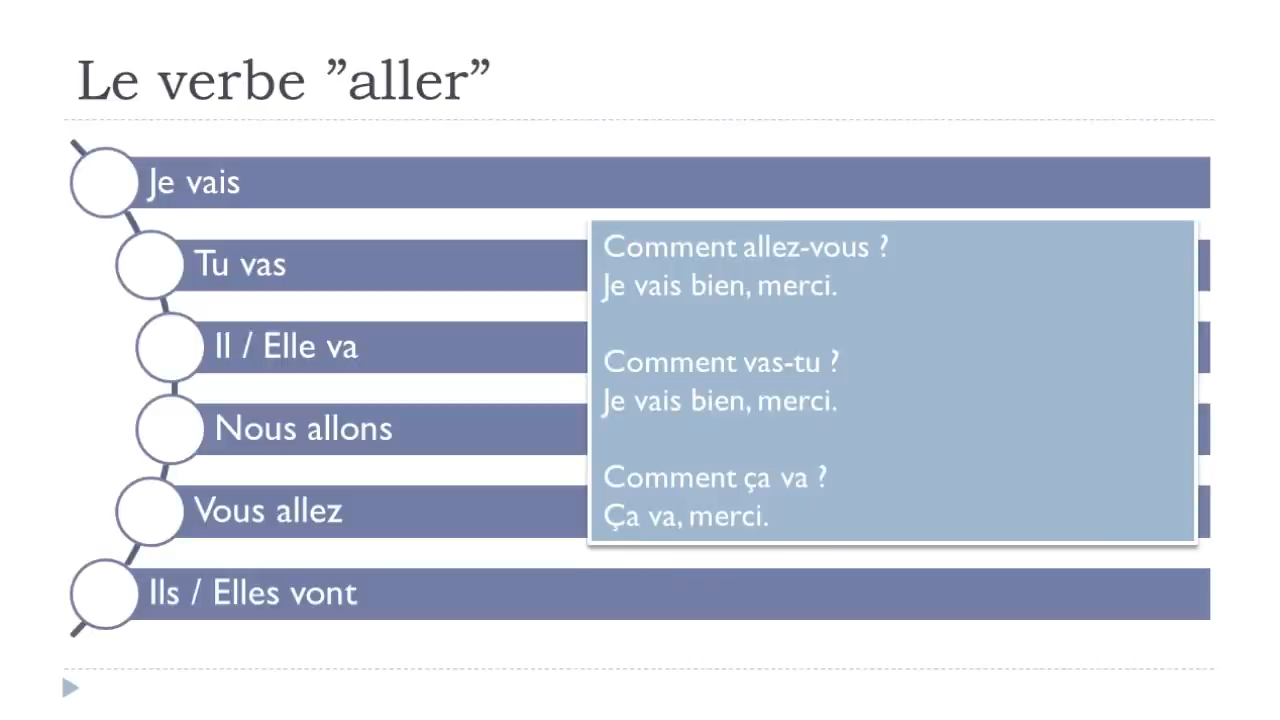 Le verbe ”aller”
Je vais
Tu vas
Il / Elle va
Nous allons
Vous allez
Ils / Elles vont
Comment allez-vous ?
Je vais bien, merci.
Comment vas-tu ?
Je vais bien, merci.
Comment ça va ?
Ça va, merci.